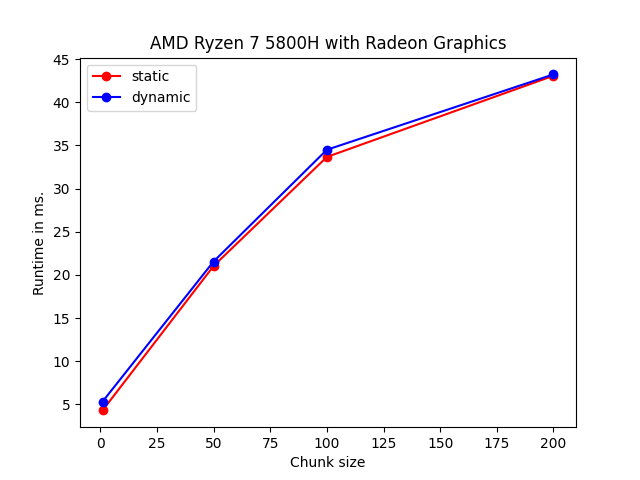 AMD Ryzen 7 5800H with Radeon Graphics
static
dynamic
45
40
35
30
25
20
15
10
5
Runtime in ms.
0 25 50 75 100 125 150 175 200
Chunk size